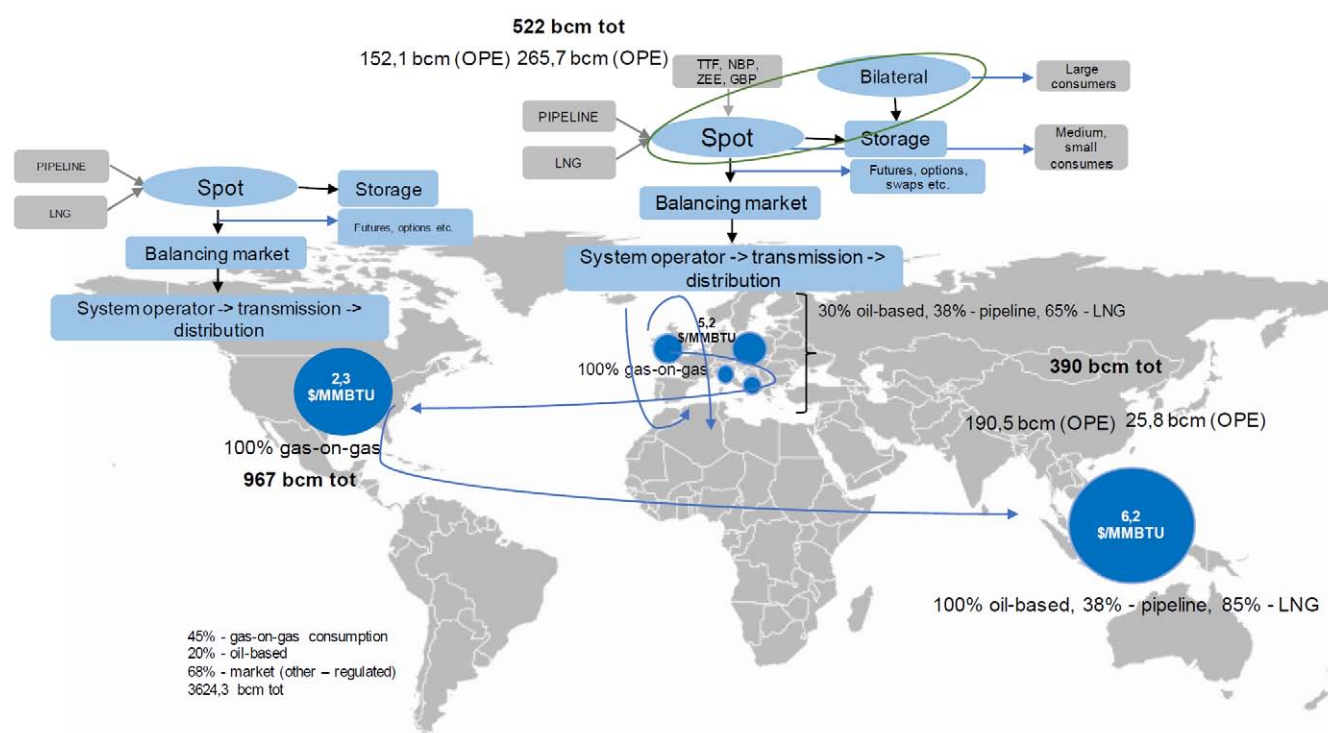 522 bcm tot
152,1 bcm (OPE) 265,7 bcm (OPE)
TTF, NBP,
ZEE, GBP
Bilateral
Large
consumers
PIPELINE
LNG
Spot
Storage
Medium,
small
consumers
Futures, options,
swaps etc.
Balancing market
System operator -> transmission ->
distribution
PIPELINE
LNG
Spot
Storage
Futures, options etc.
Balancing market
System operator -> transmission ->
distribution
2,3
$/MMBTU
100% gas-on-gas
967 bcm tot
5,2
$/MMBTU
100% gas-on-gas
30% oil-based, 38% - pipeline, 65% - LNG
390 bcm tot
190,5 bcm (OPE) 25,8 bcm (OPE)
6,2
$/MMBTU
100% oil-based, 38% - pipeline, 85% - LNG
45% - gas-on-gas consumption
20% - oil-based
68% - market (other – regulated)
3624,3 bcm tot